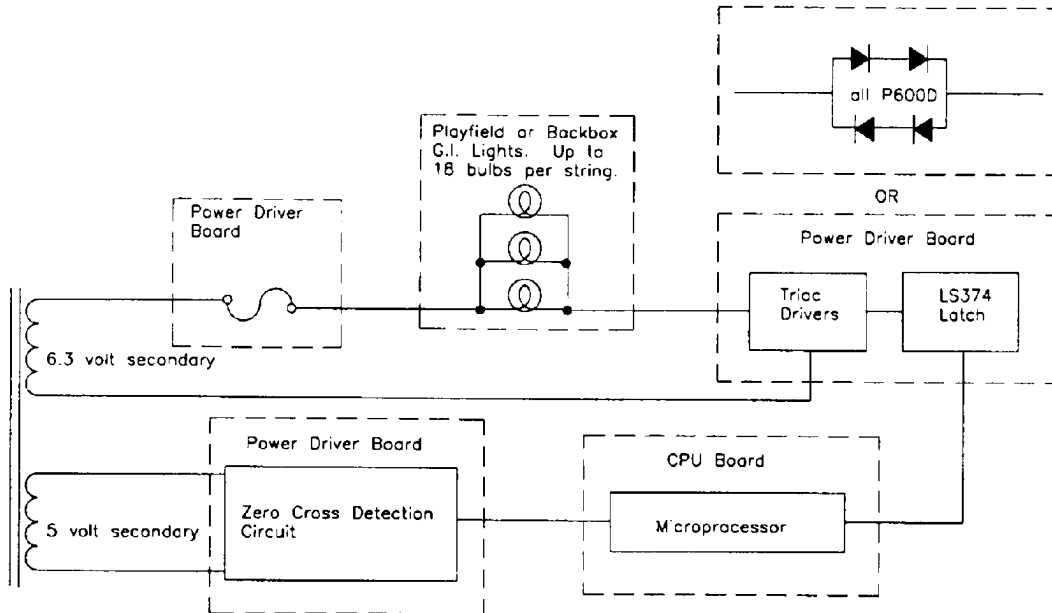 all P600D
Playfield or Backbox
G.I. Lights. Up to
18 bulbs per string.
OR
Power Driver
Board
Power Driver Board
Triac
Drivers
LS374
Latch
6.3 volt secondary
Power Driver Board
CPU Board
Zero Cross Detection
Circuit
Microprocessor
5 volt secondary